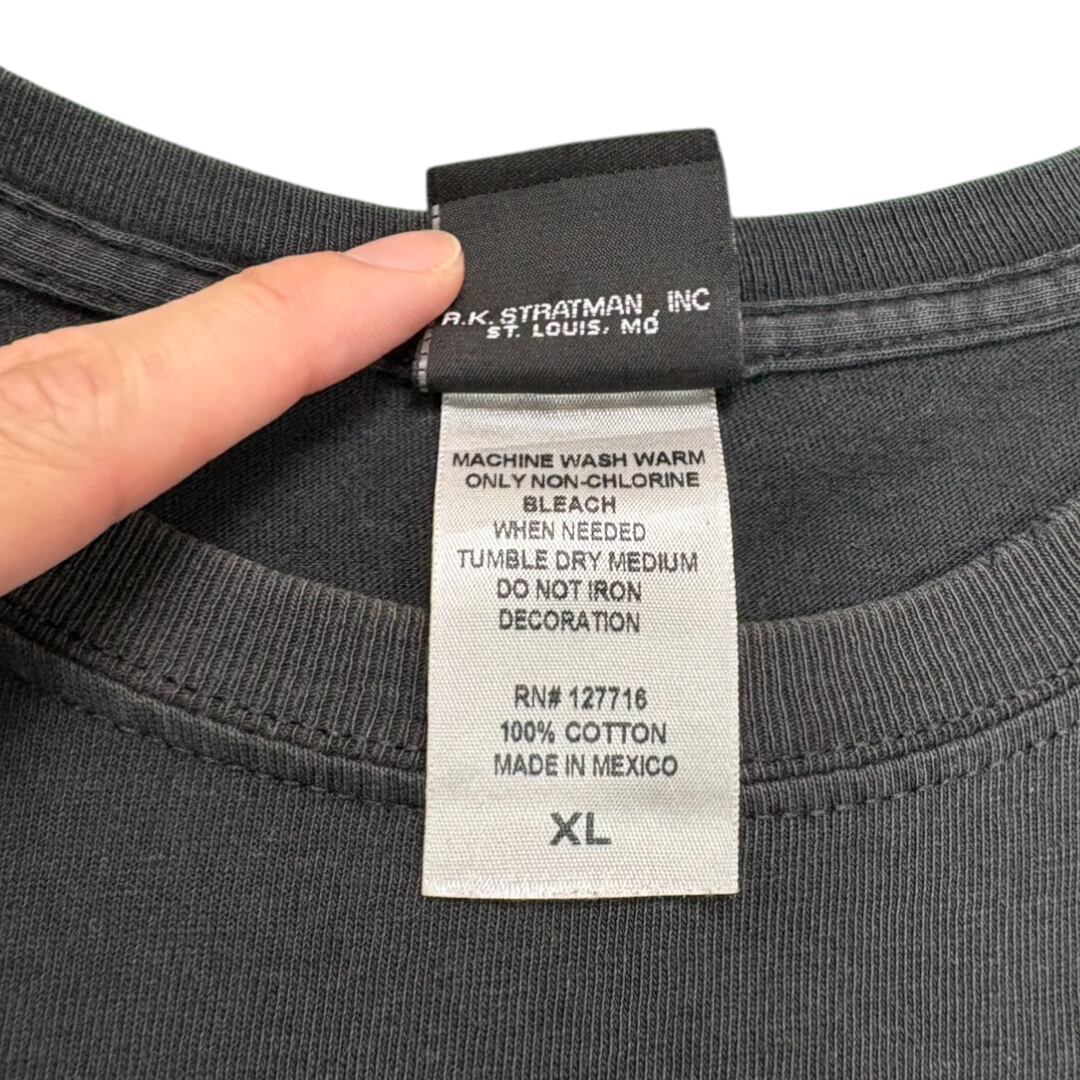 R.K. STRATMAN, INC
ST. LOUIS, MO
MACHINE WASH WARM
ONLY NON-CHLORINE
BLEACH
WHEN NEEDED
TUMBLE DRY MEDIUM
DO NOT IRON
DECORATION
RN# 127716
100% COTTON
MADE IN MEXICO
XL